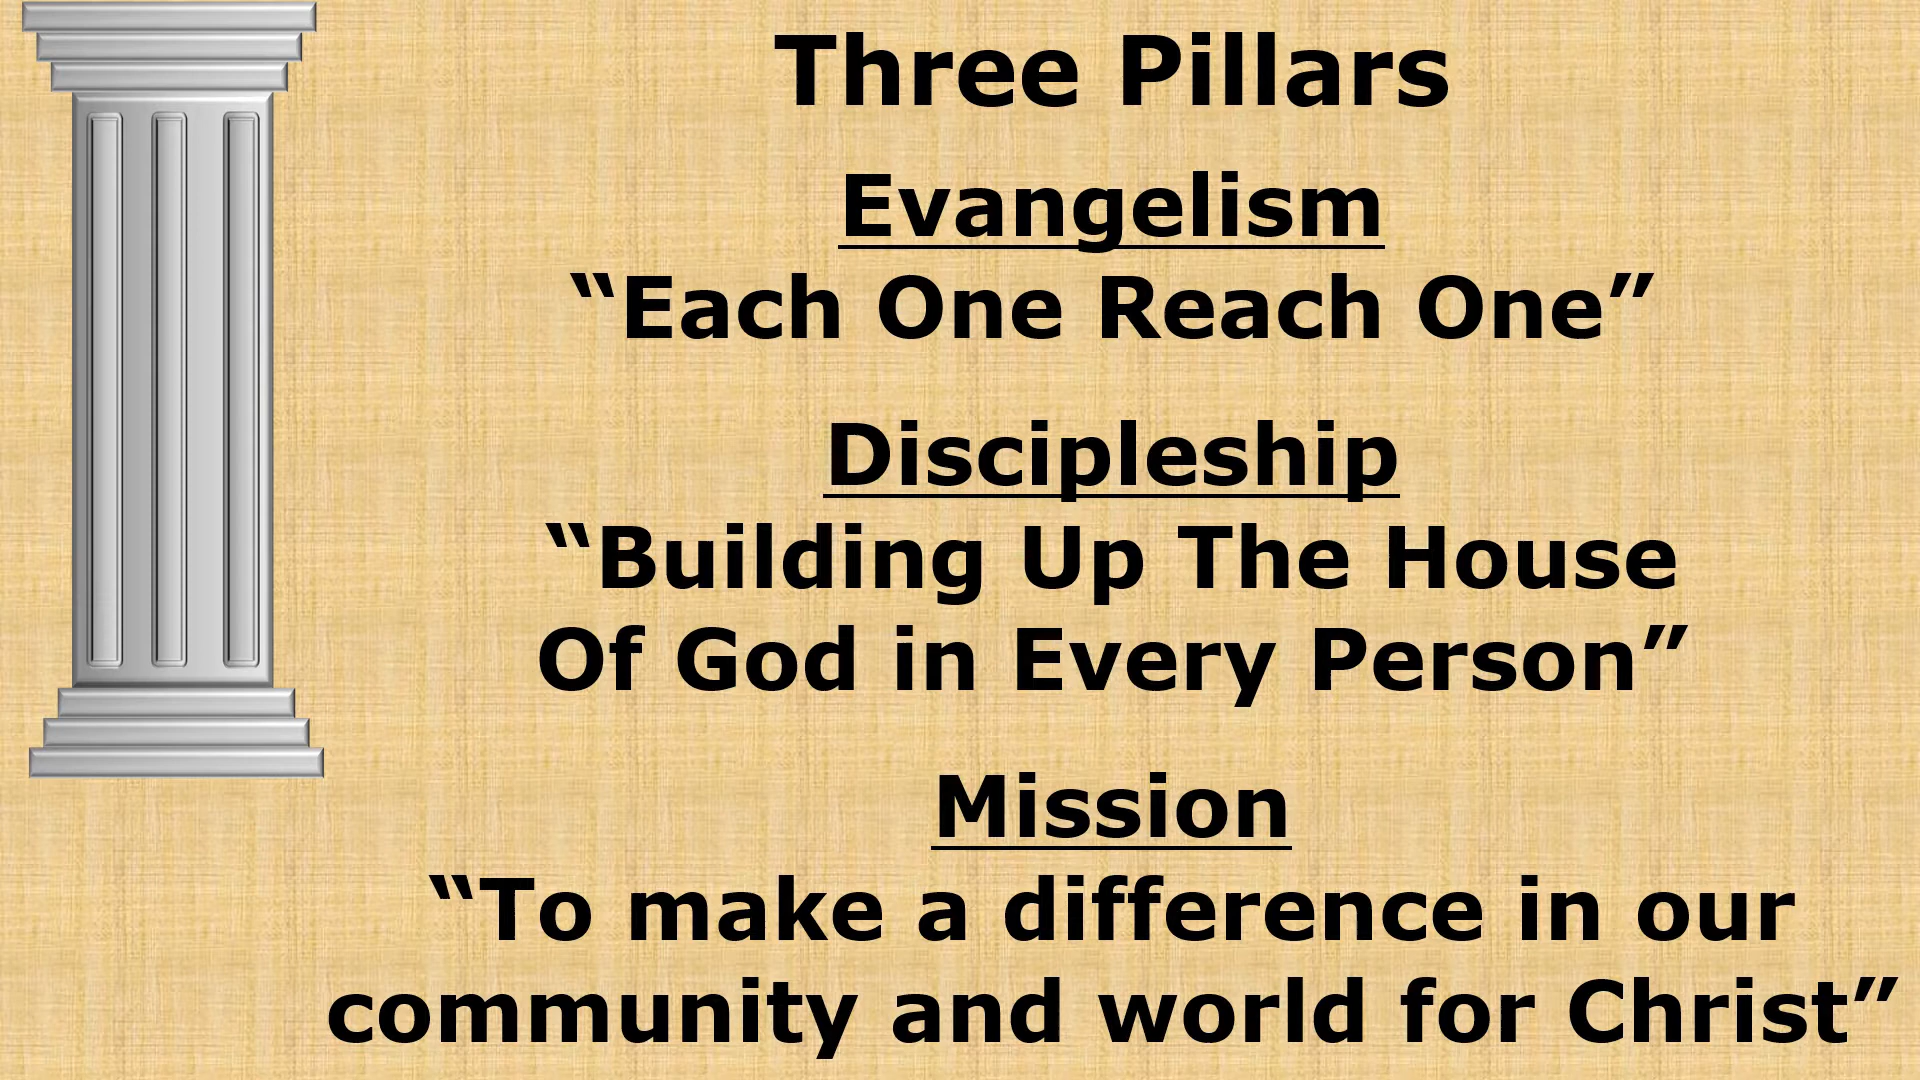 Three Pillars
Evangelism
“Each One Reach One”
Discipleship
“Building Up The House
Of God in Every Person”
Mission
“To make a difference in our
community and world for Christ”